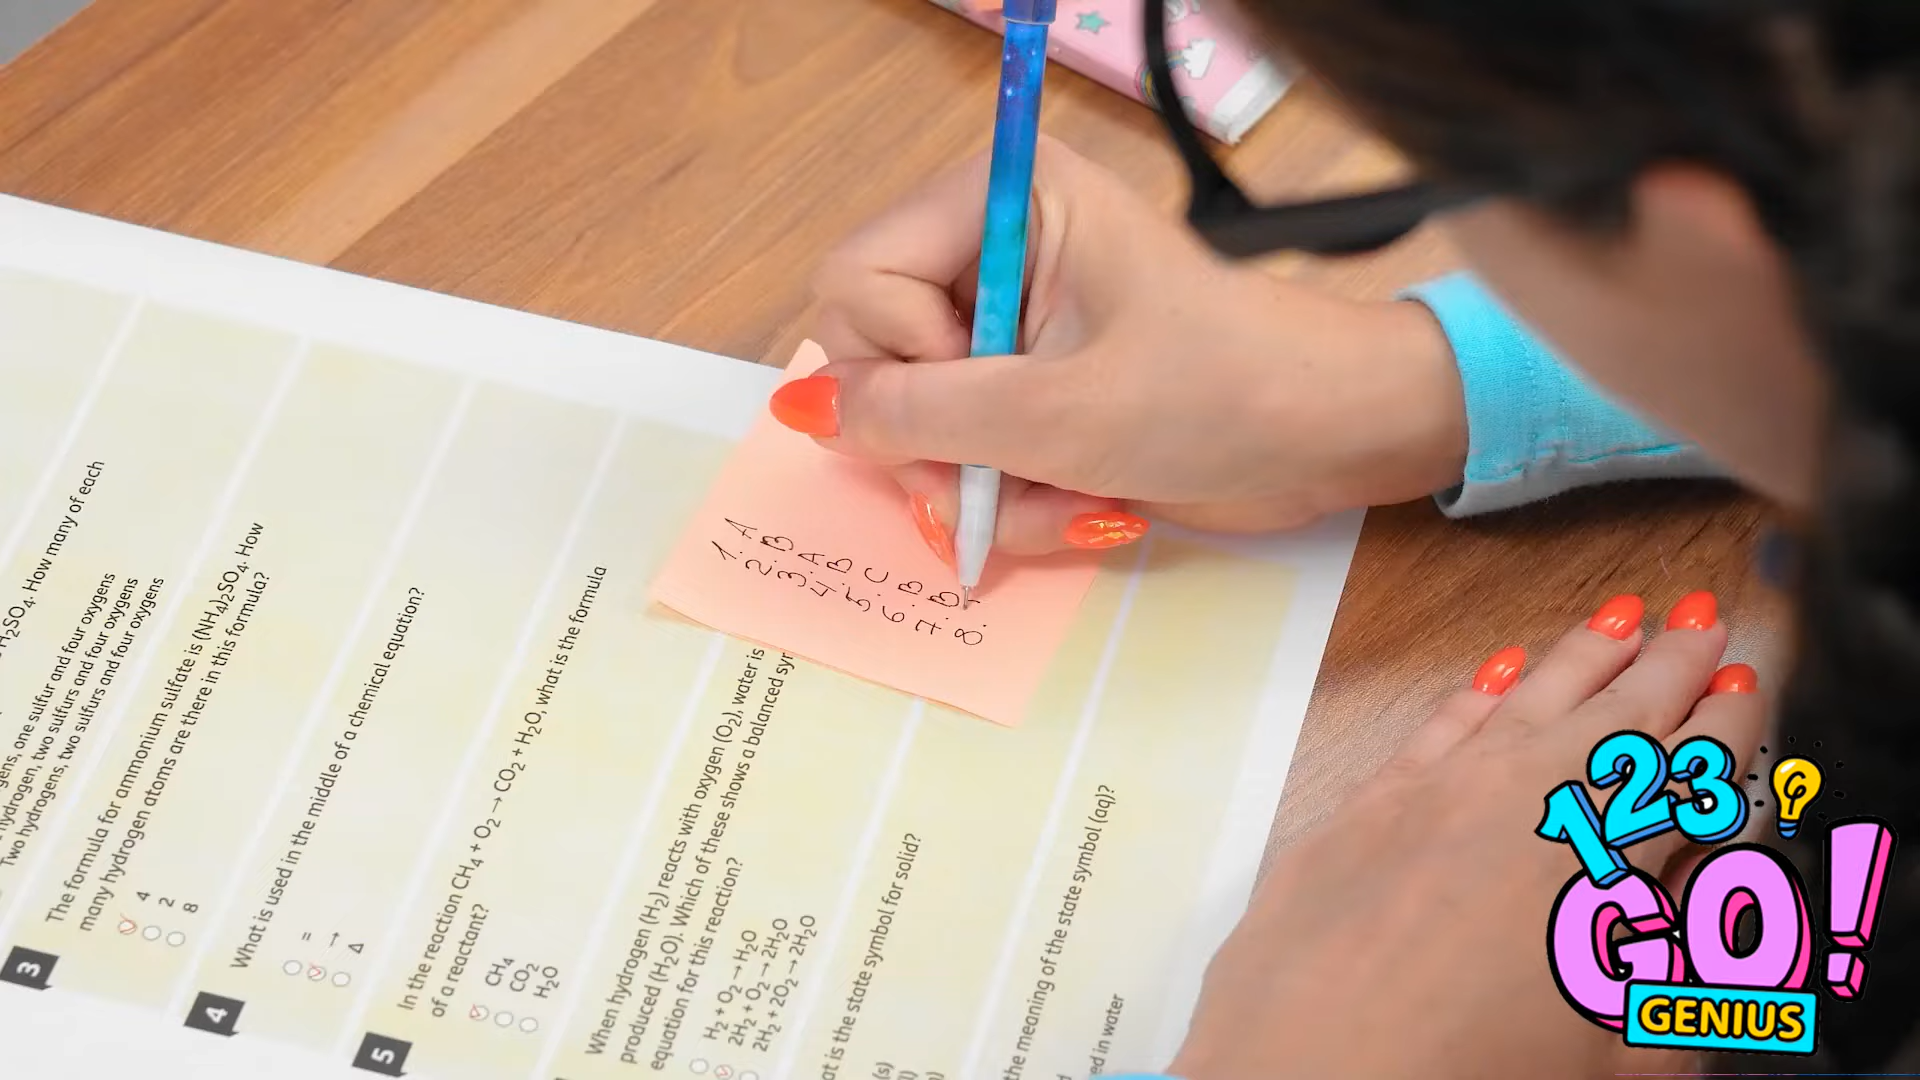 H₂SO₄. How many of each
gens, one sulfur and four oxygens
hydrogen, two sulfurs and four oxygens
Two hydrogens, two sulfurs and four oxygens
3
The formula for ammonium sulfate is (NH₄)₂SO₄. How
many hydrogen atoms are there in this formula?
4
2
8
4
What is used in the middle of a chemical equation?
=
→
Δ
5
In the reaction CH₄ + O₂ → CO₂ + H₂O, what is the formula
of a reactant?
CH₄
CO₂
H₂O
When hydrogen (H₂) reacts with oxygen (O₂), water is
produced (H₂O). Which of these shows a balanced syr
equation for this reaction?
H₂ + O₂ → H₂O
2H₂ + O₂ → 2H₂O
2H₂ + 2O₂ → 2H₂O
at is the state symbol for solid?
(s)
the meaning of the state symbol (aq)?
ed in water
1. A
2. B
3. A
4. B
5. C
6. B
7. B
8.
123
GO!
GENIUS